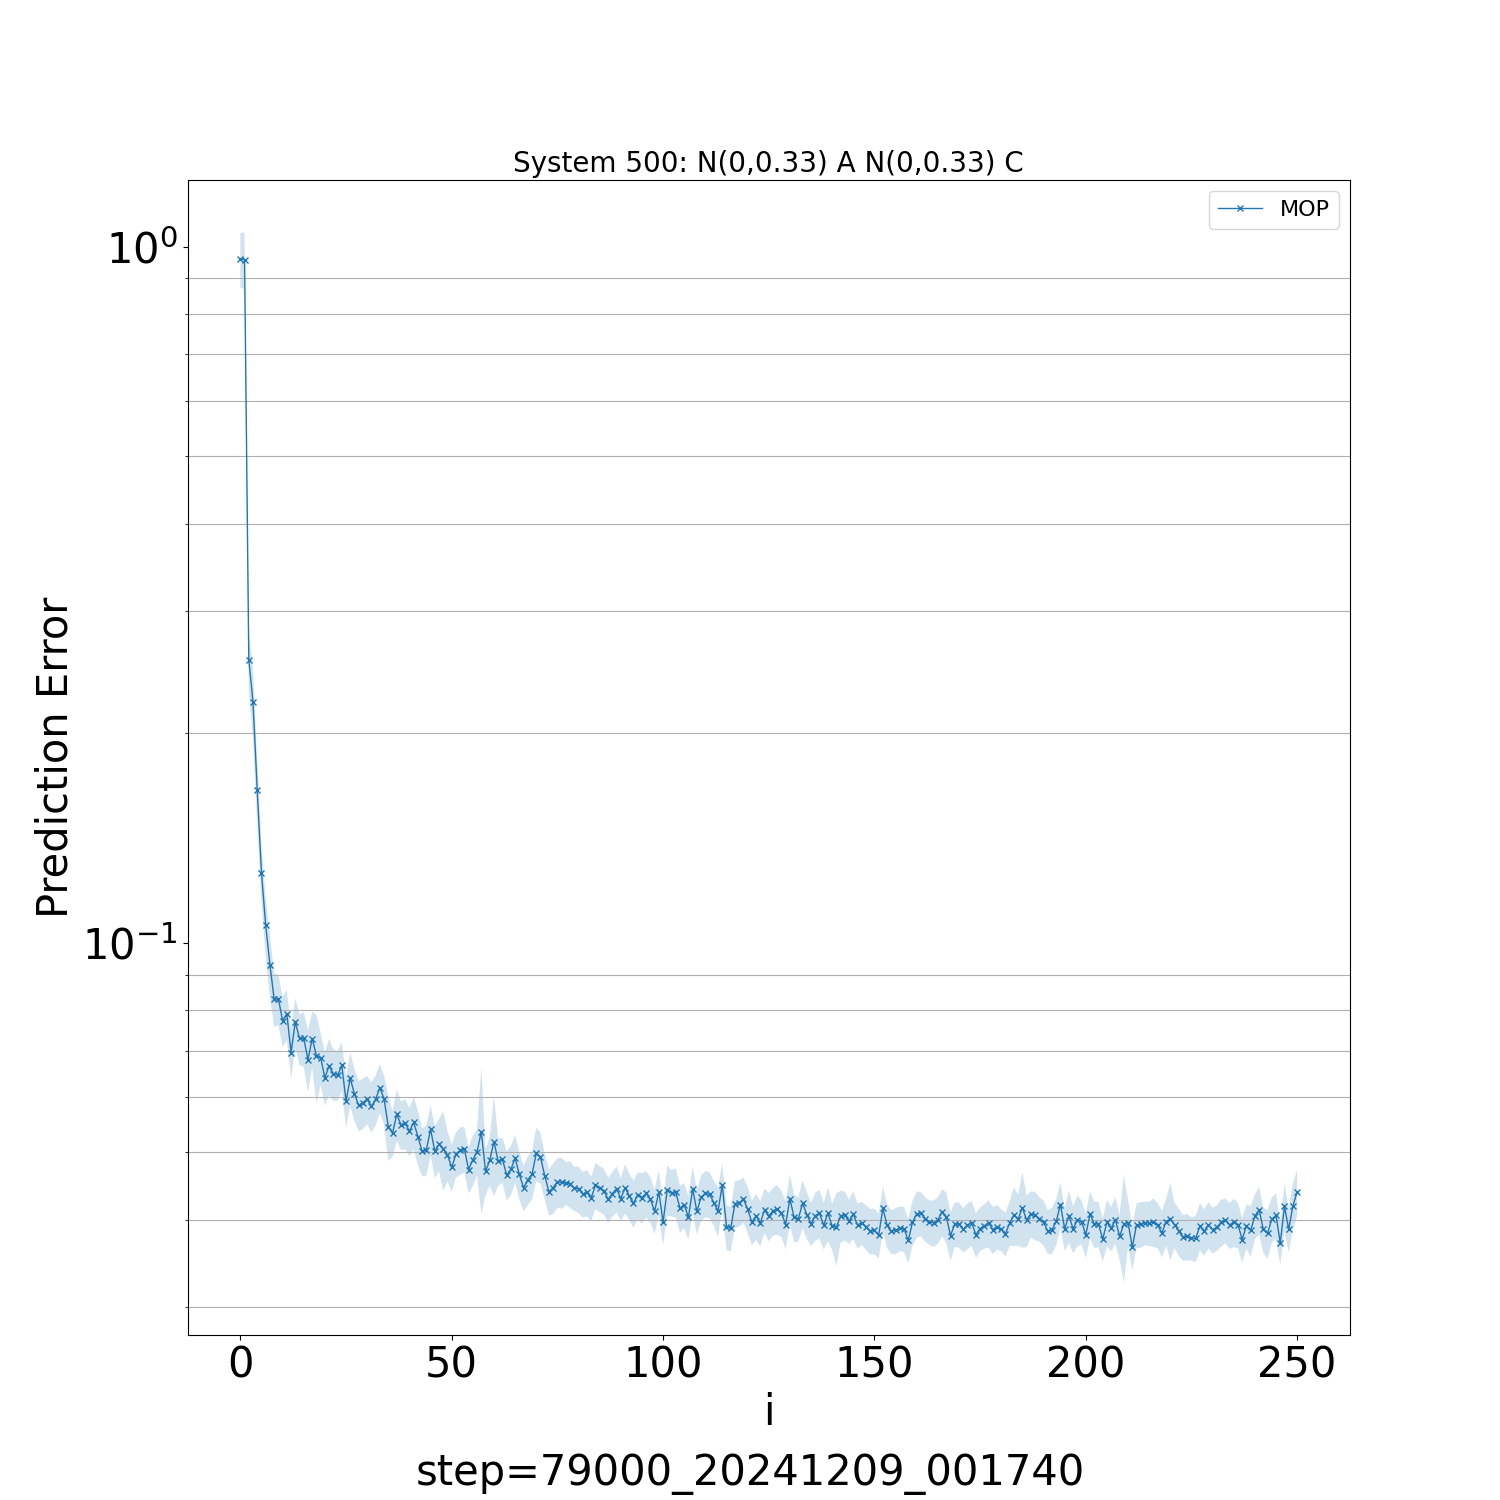 System 500: N(0,0.33) A N(0,0.33) C
MOP
10⁰
10⁻¹
Prediction Error
0 50 100 150 200 250
i
step=79000_20241209_001740